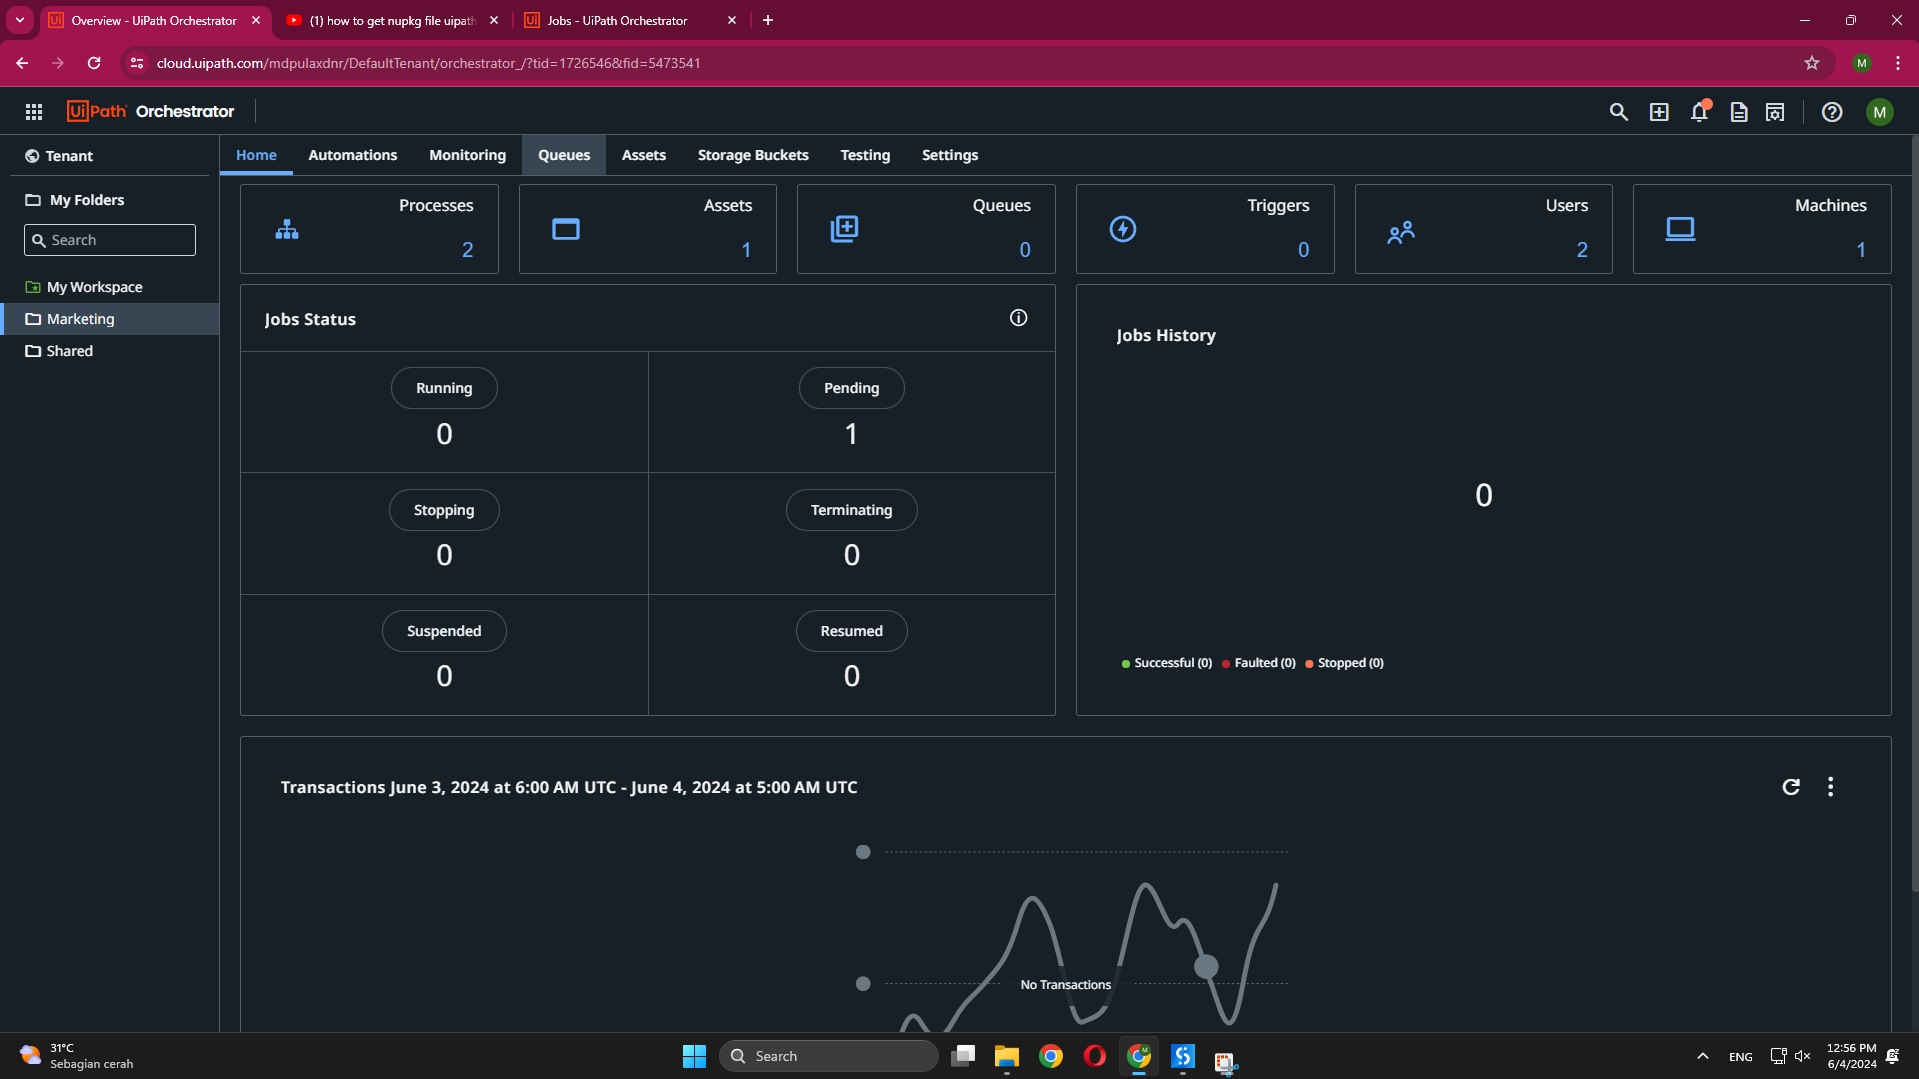 Overview - UiPath Orchestrator
(1) how to get nupkg file uipath
Jobs - UiPath Orchestrator
cloud.uipath.com/mdpulaxdnr/DefaultTenant/orchestrator_/?tid=1726546&fid=5473541
M
UiPath Orchestrator
M
Tenant
Home Automations Monitoring Queues Assets Storage Buckets Testing Settings
My Folders
Search
My Workspace
Marketing
Shared
Processes
2
Assets
1
Queues
0
Triggers
0
Users
2
Machines
1
Jobs Status
Running
0
Pending
1
Stopping
0
Terminating
0
Suspended
0
Resumed
0
Jobs History
0
Successful (0) Faulted (0) Stopped (0)
Transactions June 3, 2024 at 6:00 AM UTC - June 4, 2024 at 5:00 AM UTC
No Transactions
31°C
Sebagian cerah
Search
ENG
12:56 PM
6/4/2024